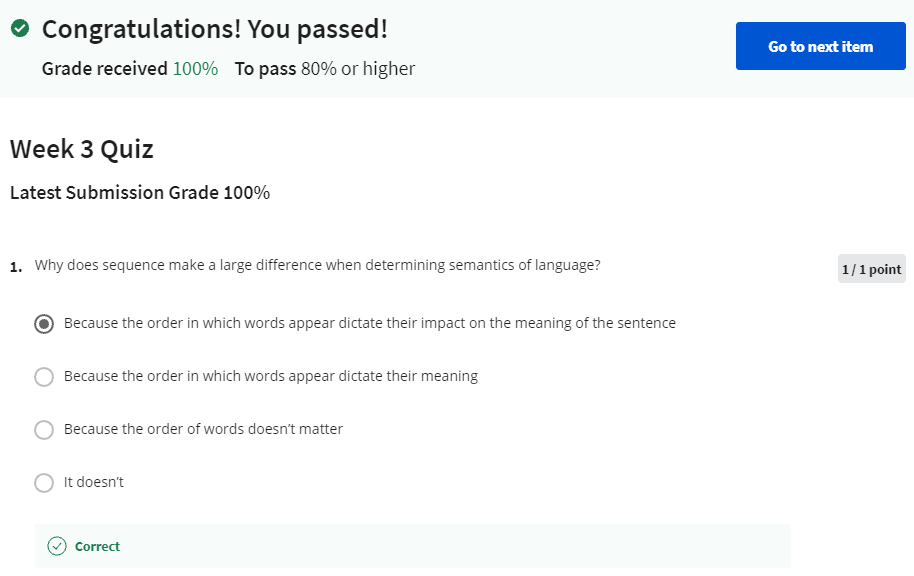 Congratulations! You passed!
Go to next item
Grade received 100% To pass 80% or higher
Week 3 Quiz
Latest Submission Grade 100%
1. Why does sequence make a large difference when determining semantics of language?
1 / 1 point
Because the order in which words appear dictate their impact on the meaning of the sentence
Because the order in which words appear dictate their meaning
Because the order of words doesn’t matter
It doesn’t
Correct